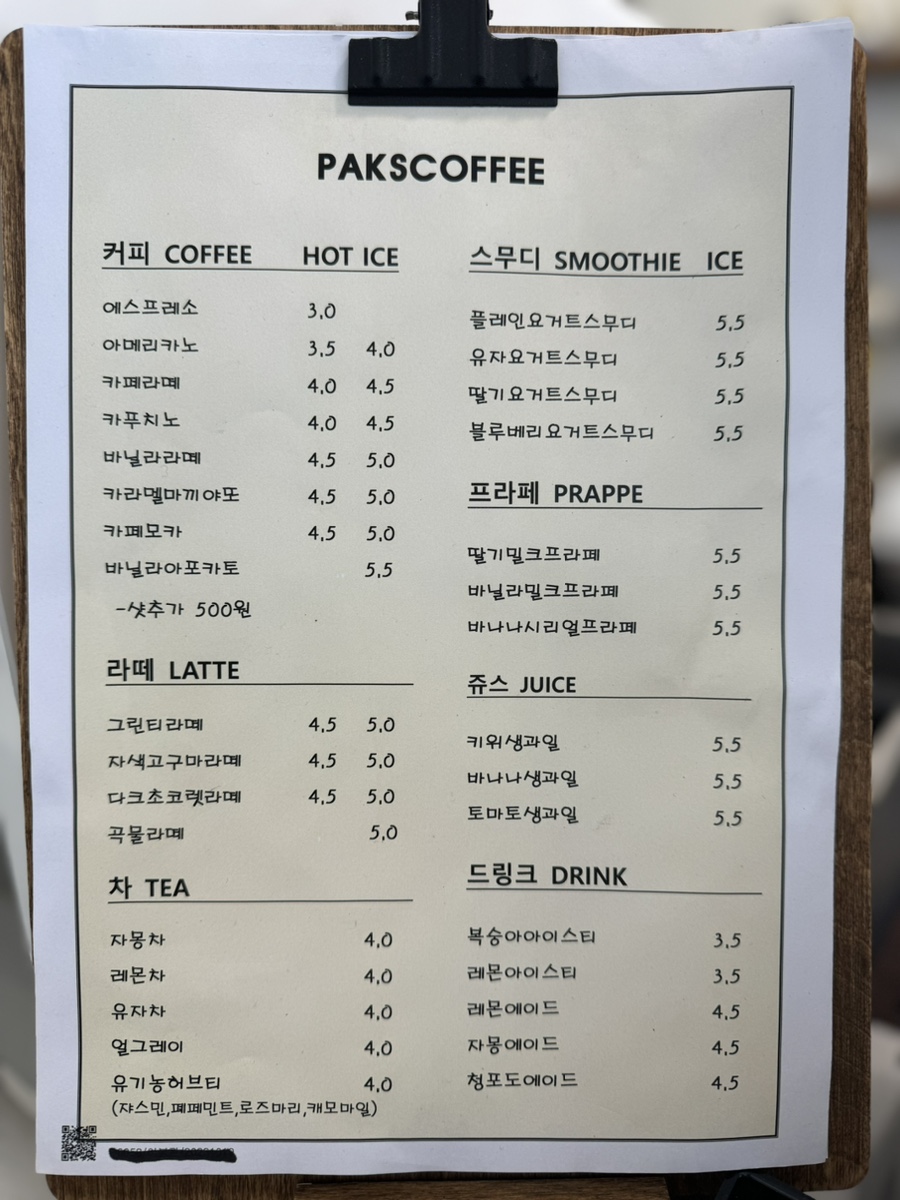 PAKSCOFFEE
커피 COFFEE HOT ICE
에스프레소 3,0
아메리카노 3,5 4,0
카페라떼 4,0 4,5
카푸치노 4,0 4,5
바닐라라떼 4,5 5,0
카라멜마끼야또 4,5 5,0
카페모카 4,5 5,0
바닐라아포카토 5,5
-샷추가 500원
라떼 LATTE
그린티라떼 4,5 5,0
자색고구마라떼 4,5 5,0
다크초코렛라떼 4,5 5,0
곡물라떼 5,0
차 TEA
자몽차 4,0
레몬차 4,0
유자차 4,0
얼그레이 4,0
유기농허브티 4,0
(쟈스민,페퍼민트,로즈마리,캐모마일)
스무디 SMOOTHIE ICE
플레인요거트스무디 5,5
유자요거트스무디 5,5
딸기요거트스무디 5,5
블루베리요거트스무디 5,5
프라페 PRAPPE
딸기밀크프라페 5,5
바닐라밀크프라페 5,5
바나나시리얼프라페 5,5
쥬스 JUICE
키위생과일 5,5
바나나생과일 5,5
토마토생과일 5,5
드링크 DRINK
복숭아아이스티 3,5
레몬아이스티 3,5
레몬에이드 4,5
자몽에이드 4,5
청포도에이드 4,5